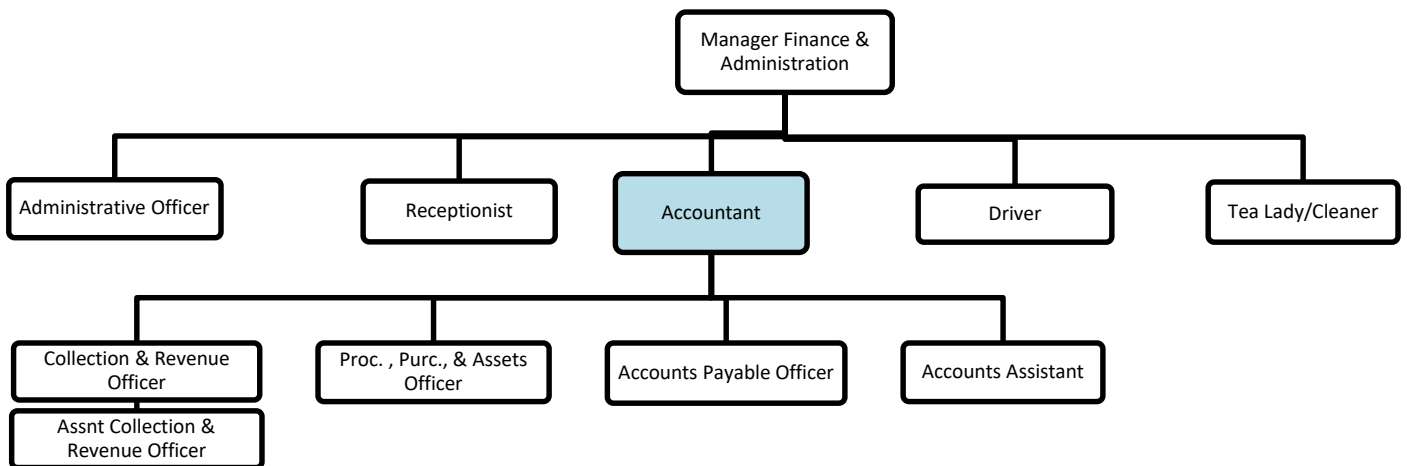 Manager Finance &
Administration
Administrative Officer
Receptionist
Accountant
Driver
Tea Lady/Cleaner
Collection & Revenue
Officer
Proc. , Purc., & Assets
Officer
Accounts Payable Officer
Accounts Assistant
Assnt Collection &
Revenue Officer